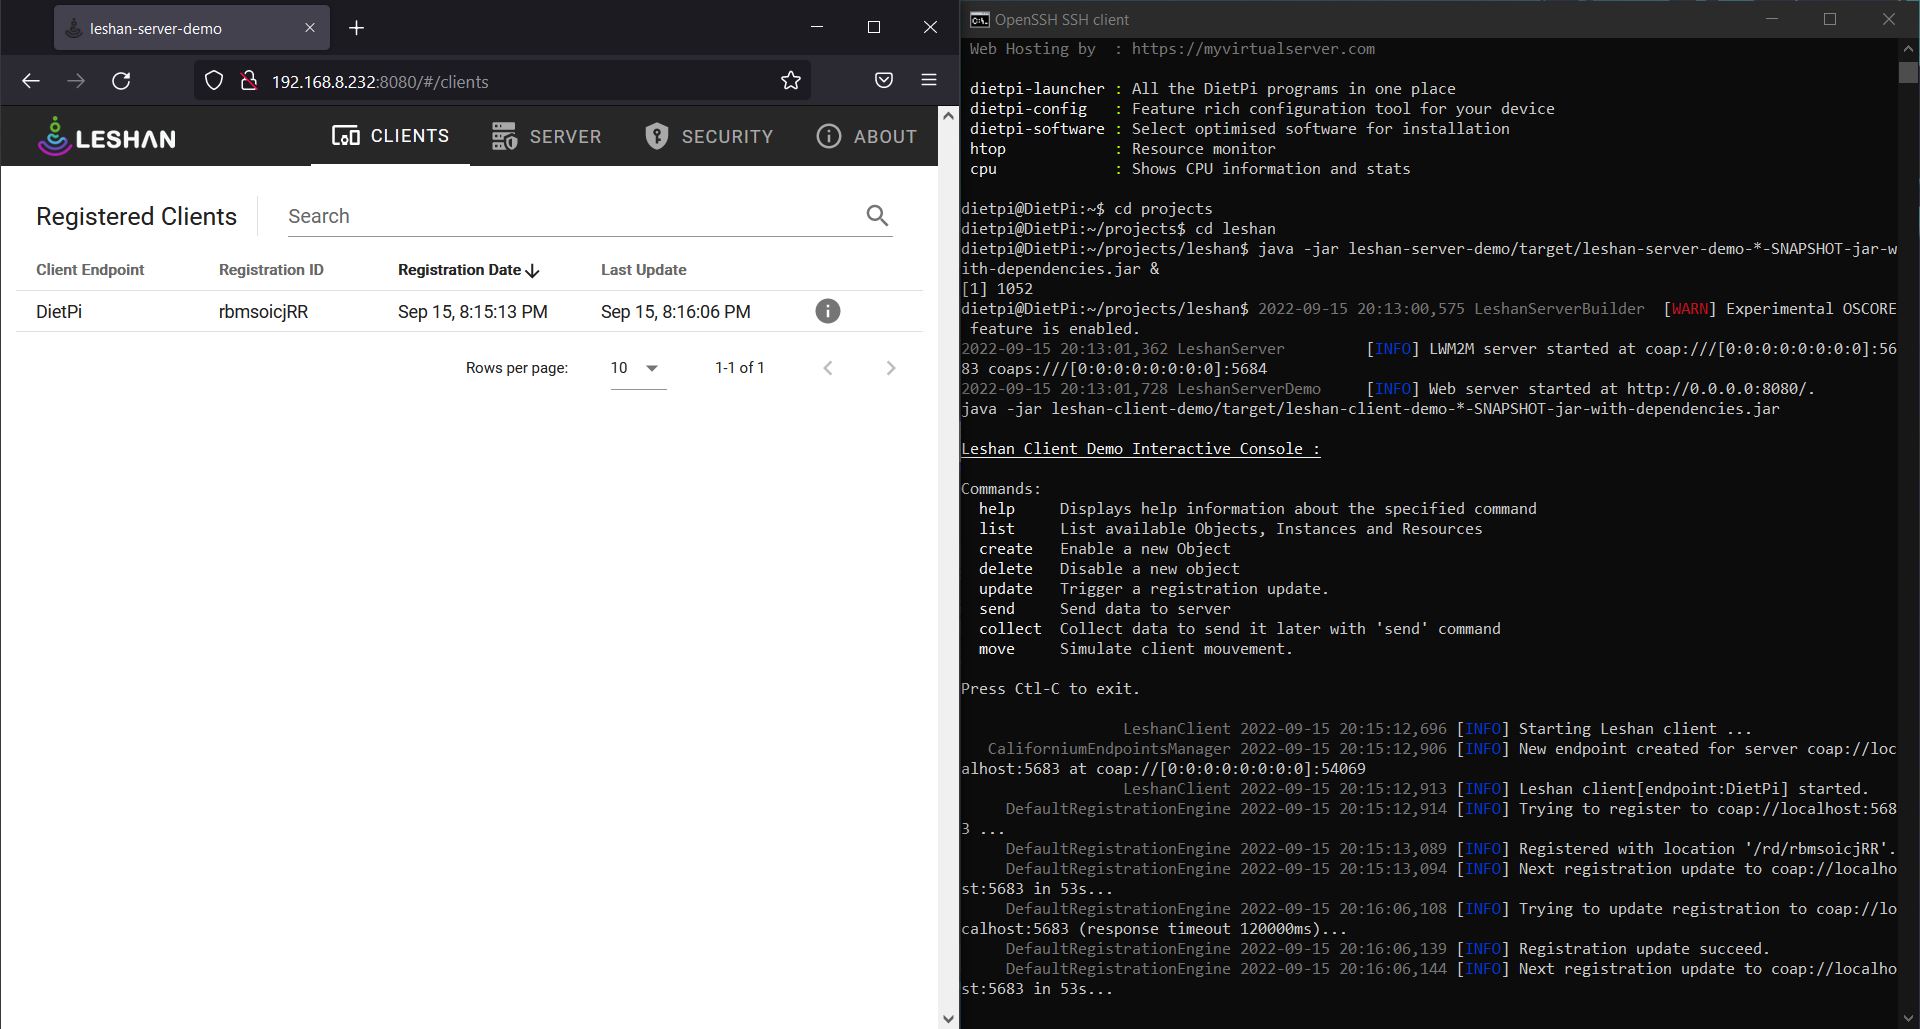 leshan-server-demo
192.168.8.232:8080/#/clients
LESHAN
CLIENTS
SERVER
SECURITY
ABOUT
Registered Clients
Search
Client Endpoint Registration ID Registration Date Last Update
DietPi rbmsoicjRR Sep 15, 8:15:13 PM Sep 15, 8:16:06 PM
Rows per page: 10 1-1 of 1
OpenSSH SSH client
Web Hosting by : https://myvirtualserver.com
dietpi-launcher : All the DietPi programs in one place
dietpi-config : Feature rich configuration tool for your device
dietpi-software : Select optimised software for installation
htop : Resource monitor
cpu : Shows CPU information and stats
dietpi@DietPi:~$ cd projects
dietpi@DietPi:~/projects$ cd leshan
dietpi@DietPi:~/projects/leshan$ java -jar leshan-server-demo/target/leshan-server-demo-*-SNAPSHOT-jar-w
ith-dependencies.jar &
[1] 1052
dietpi@DietPi:~/projects/leshan$ 2022-09-15 20:13:00,575 LeshanServerBuilder [WARN] Experimental OSCORE
feature is enabled.
2022-09-15 20:13:01,362 LeshanServer [INFO] LWM2M server started at coap:///[0:0:0:0:0:0:0:0]:56
83 coaps:///[0:0:0:0:0:0:0:0]:5684
2022-09-15 20:13:01,728 LeshanServerDemo [INFO] Web server started at http://0.0.0.0:8080/.
java -jar leshan-client-demo/target/leshan-client-demo-*-SNAPSHOT-jar-with-dependencies.jar
Leshan Client Demo Interactive Console :
Commands:
help Displays help information about the specified command
list List available Objects, Instances and Resources
create Enable a new Object
delete Disable a new object
update Trigger a registration update.
send Send data to server
collect Collect data to send it later with 'send' command
move Simulate client mouvement.
Press Ctl-C to exit.
LeshanClient 2022-09-15 20:15:12,696 [INFO] Starting Leshan client ...
CaliforniumEndpointsManager 2022-09-15 20:15:12,906 [INFO] New endpoint created for server coap://loc
alhost:5683 at coap://[0:0:0:0:0:0:0:0]:54069
LeshanClient 2022-09-15 20:15:12,913 [INFO] Leshan client[endpoint:DietPi] started.
DefaultRegistrationEngine 2022-09-15 20:15:12,914 [INFO] Trying to register to coap://localhost:568
3 ...
DefaultRegistrationEngine 2022-09-15 20:15:13,089 [INFO] Registered with location '/rd/rbmsoicjRR'.
DefaultRegistrationEngine 2022-09-15 20:15:13,094 [INFO] Next registration update to coap://localho
st:5683 in 53s...
DefaultRegistrationEngine 2022-09-15 20:16:06,108 [INFO] Trying to update registration to coap://lo
calhost:5683 (response timeout 120000ms)...
DefaultRegistrationEngine 2022-09-15 20:16:06,139 [INFO] Registration update succeed.
DefaultRegistrationEngine 2022-09-15 20:16:06,144 [INFO] Next registration update to coap://localho
st:5683 in 53s...